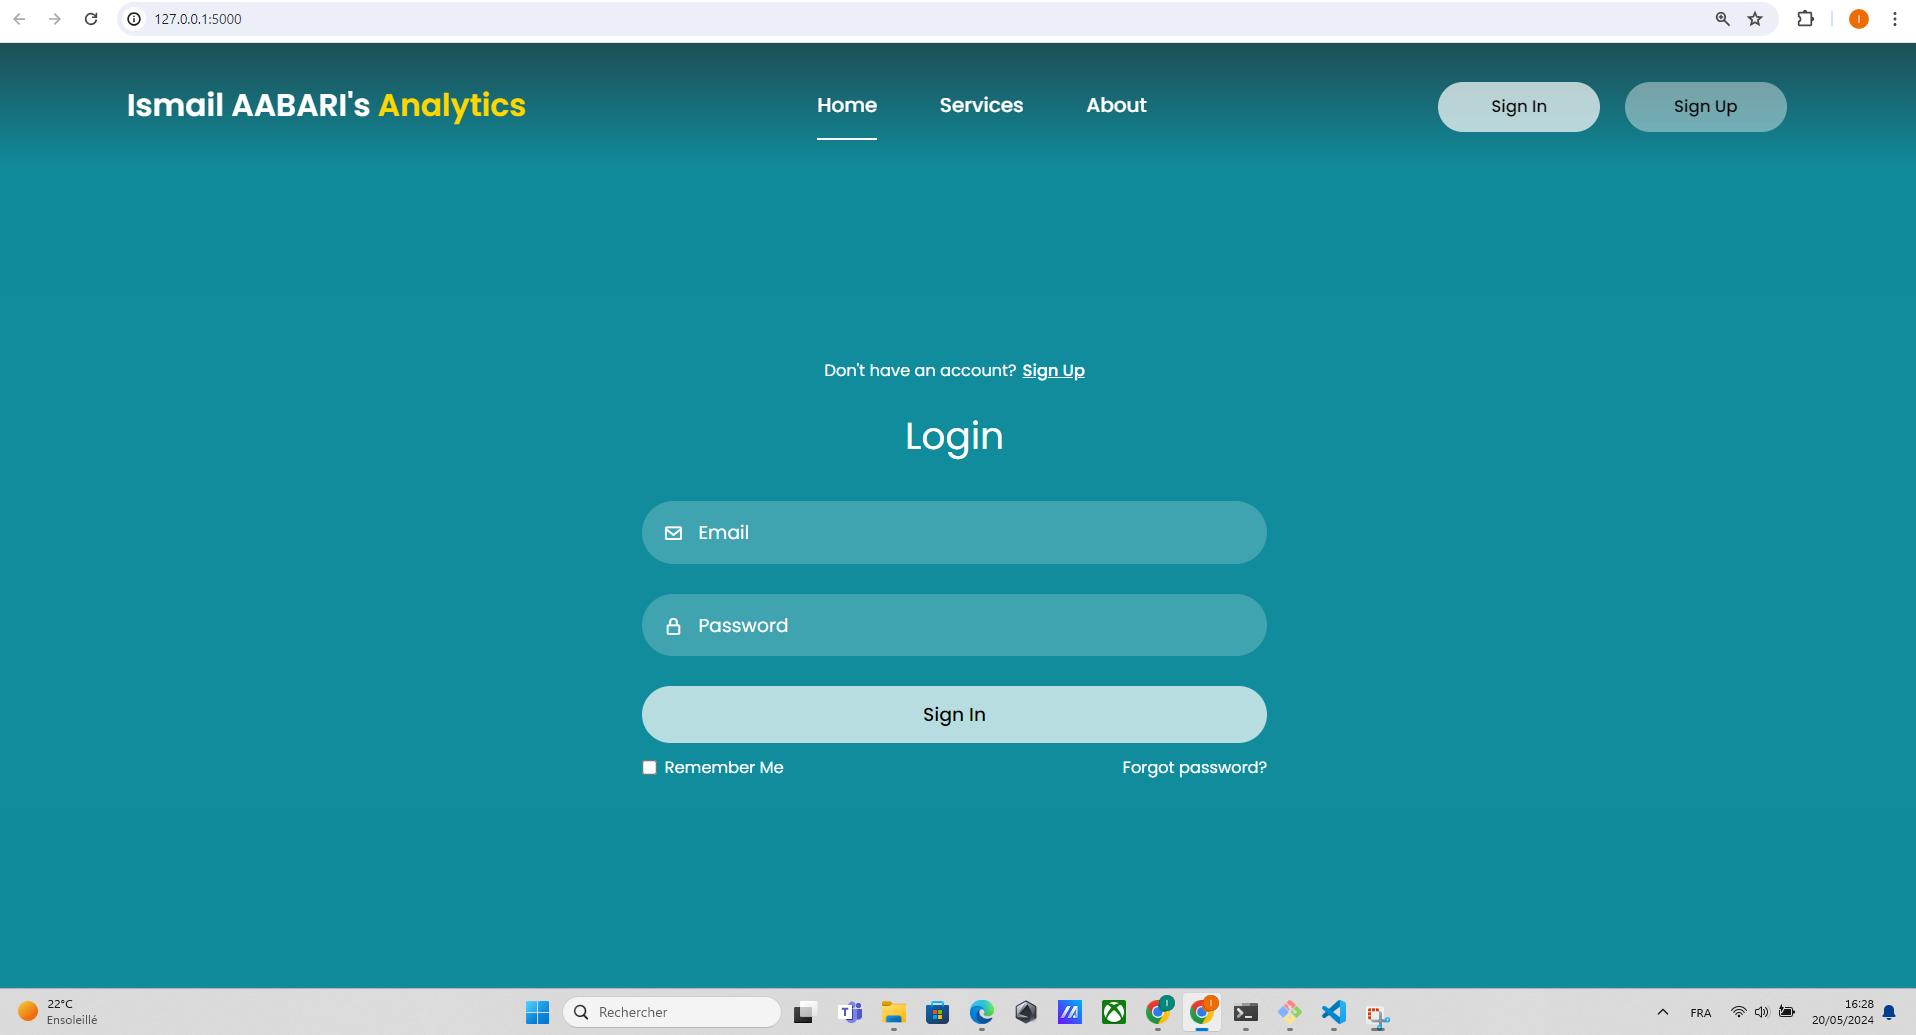 127.0.0.1:5000
Ismail AABARI's Analytics
Home
Services
About
Sign In
Sign Up
Don't have an account? Sign Up
Login
Email
Password
Sign In
Remember Me
Forgot password?
22°C
Ensoleillé
Rechercher
FRA
16:28
20/05/2024